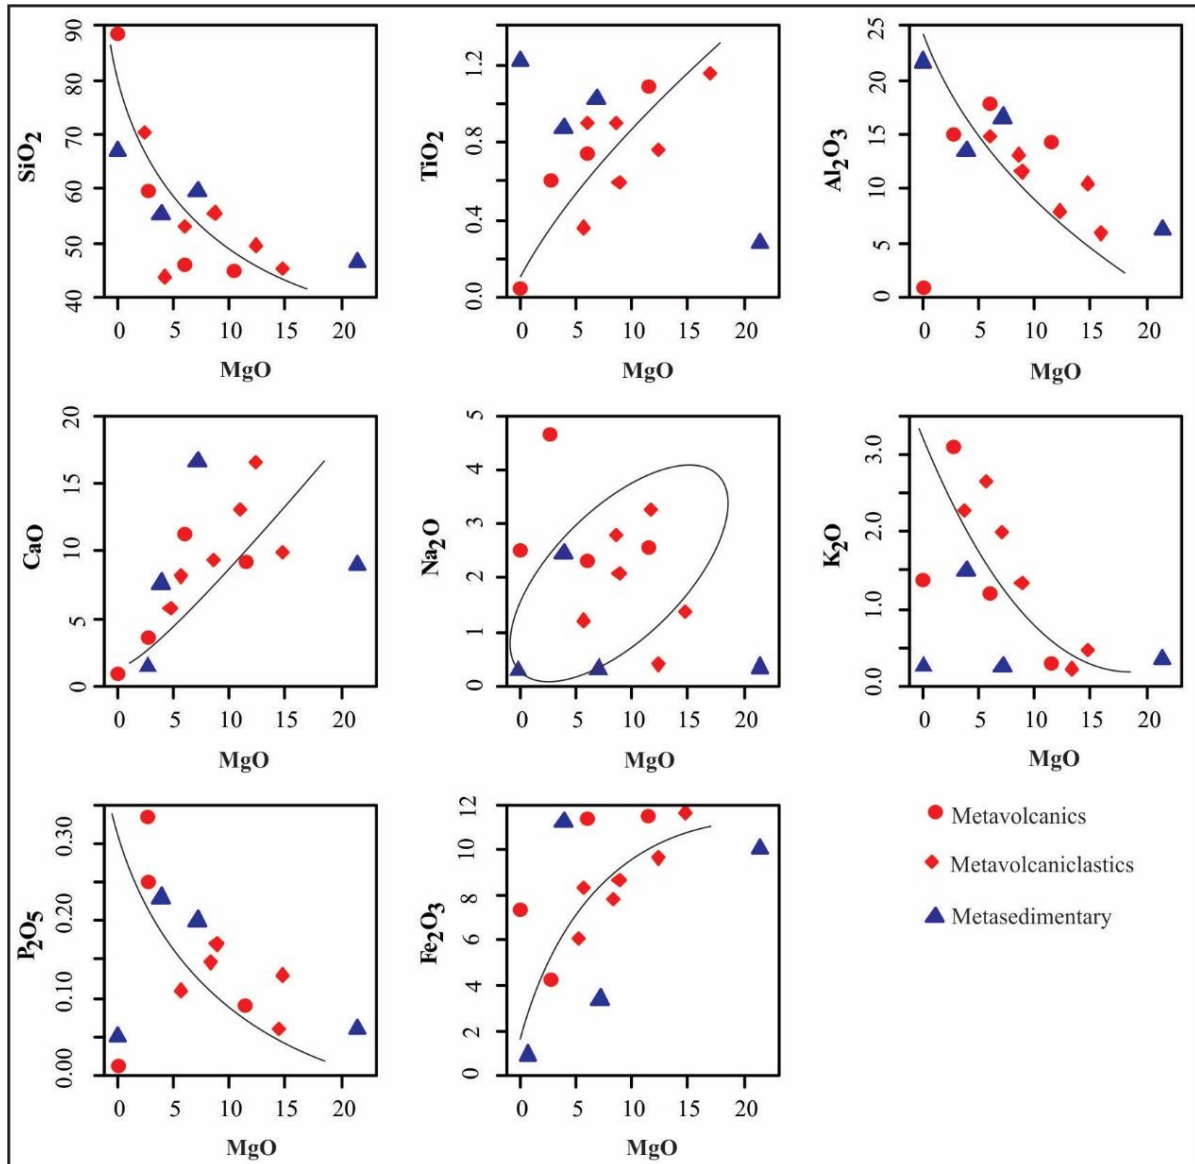 SiO2
90
80
70
60
50
40
0 5 10 15 20
MgO
TiO2
1.2
0.8
0.4
0.0
0 5 10 15 20
MgO
Al2O3
25
20
15
10
5
0
0 5 10 15 20
MgO
CaO
20
15
10
5
0
0 5 10 15 20
MgO
Na2O
5
4
3
2
1
0
0 5 10 15 20
MgO
K2O
3.0
2.0
1.0
0.0
0 5 10 15 20
MgO
P2O5
0.30
0.20
0.10
0.00
0 5 10 15 20
MgO
Fe2O3
12
10
8
6
4
2
0
0 5 10 15 20
MgO
Metavolcanics
Metavolcaniclastics
Metasedimentary